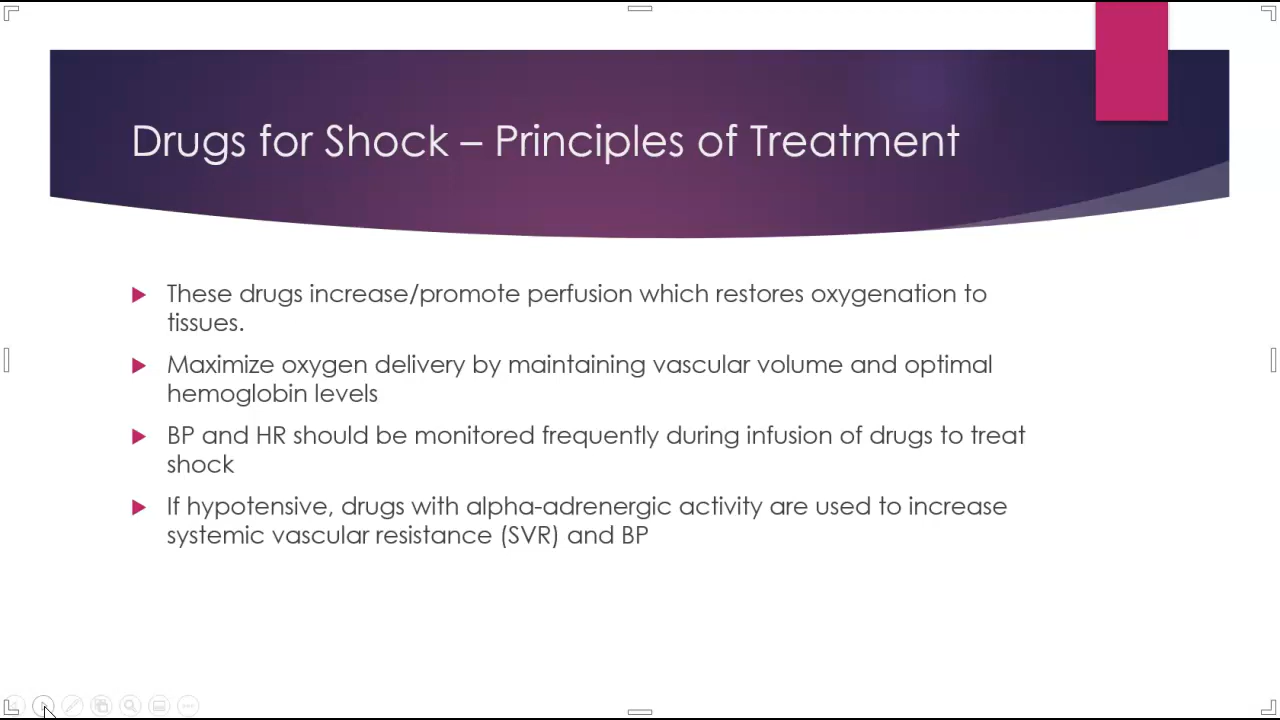 Drugs for Shock – Principles of Treatment
These drugs increase/promote perfusion which restores oxygenation to
tissues.
Maximize oxygen delivery by maintaining vascular volume and optimal
hemoglobin levels
BP and HR should be monitored frequently during infusion of drugs to treat
shock
If hypotensive, drugs with alpha-adrenergic activity are used to increase
systemic vascular resistance (SVR) and BP